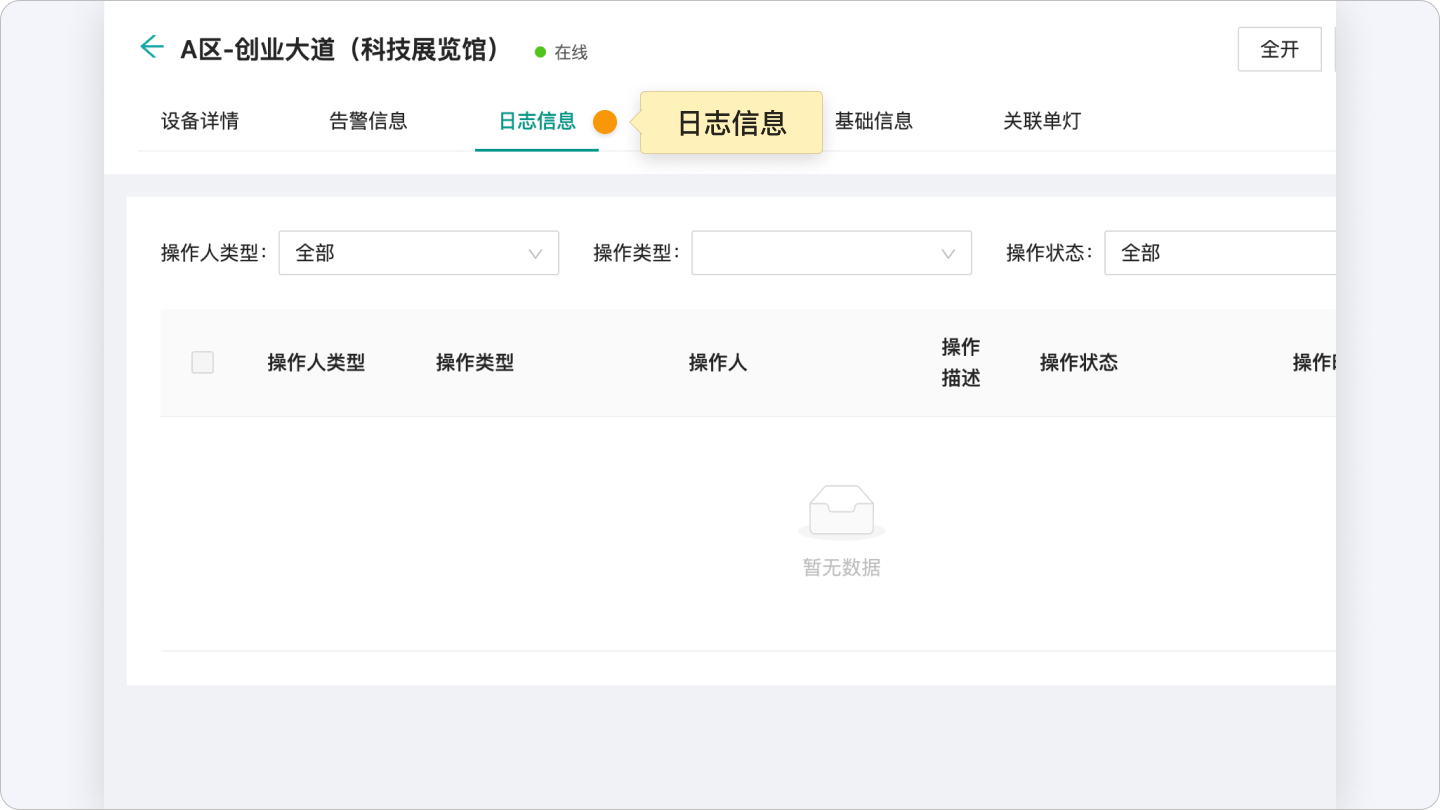 A区-创业大道（科技展览馆）
在线
全开
设备详情
告警信息
日志信息
日志信息
基础信息
关联单灯
操作人类型：
全部
操作类型：
操作状态：
全部
操作人类型
操作类型
操作人
操作
描述
操作状态
操作
暂无数据